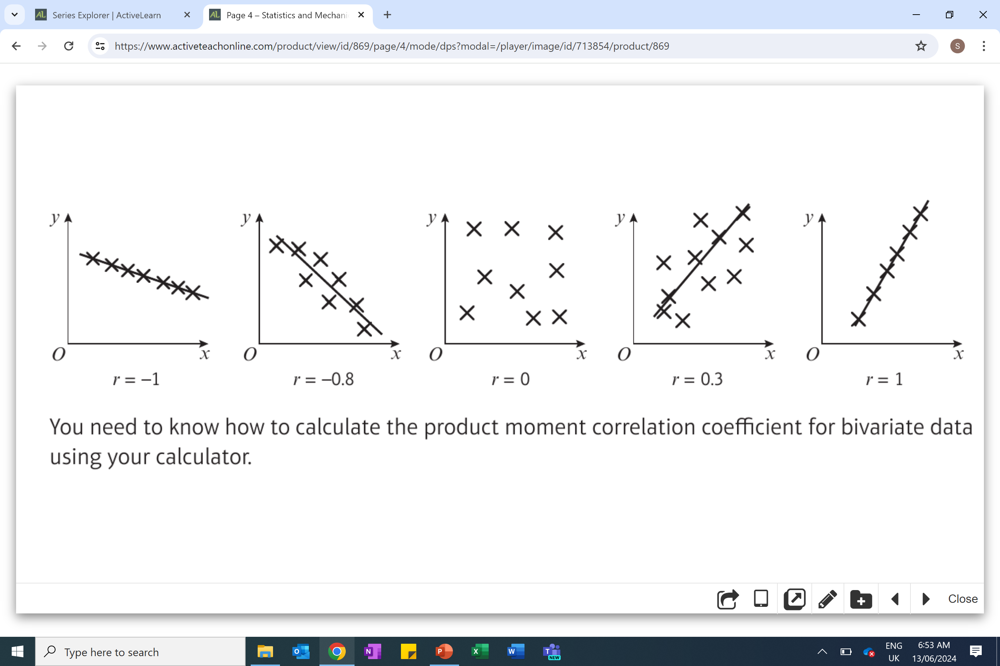 Series Explorer | ActiveLearn
Page 4 – Statistics and Mechani
https://www.activeteachonline.com/product/view/id/869/page/4/mode/dps?modal=/player/image/id/713854/product/869
S
y y y y y
O x O x O x O x O x
r = –1 r = –0.8 r = 0 r = 0.3 r = 1
You need to know how to calculate the product moment correlation coefficient for bivariate data
using your calculator.
Close
Type here to search
NEW
ENG
UK
6:53 AM
13/06/2024